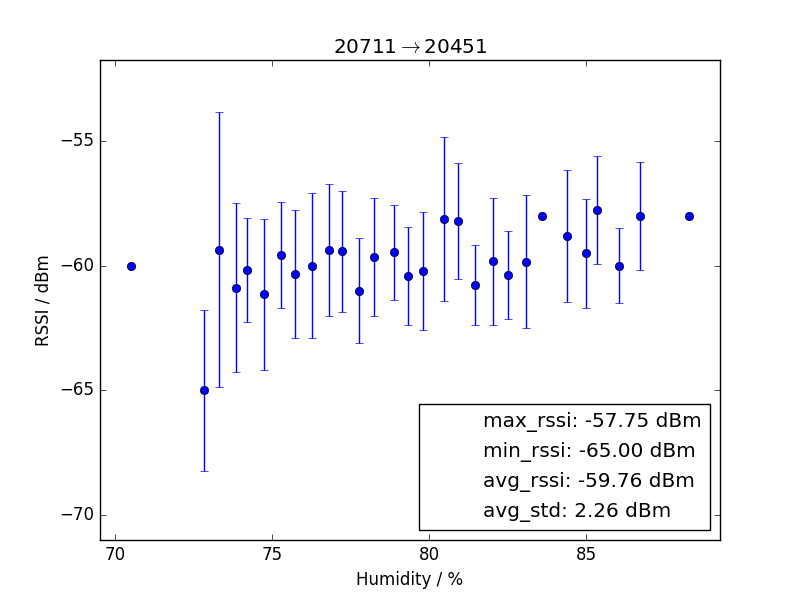 20711→20451
−55
−60
−65
−70
RSSI / dBm
max_rssi: -57.75 dBm
min_rssi: -65.00 dBm
avg_rssi: -59.76 dBm
avg_std: 2.26 dBm
70 75 80 85
Humidity / %